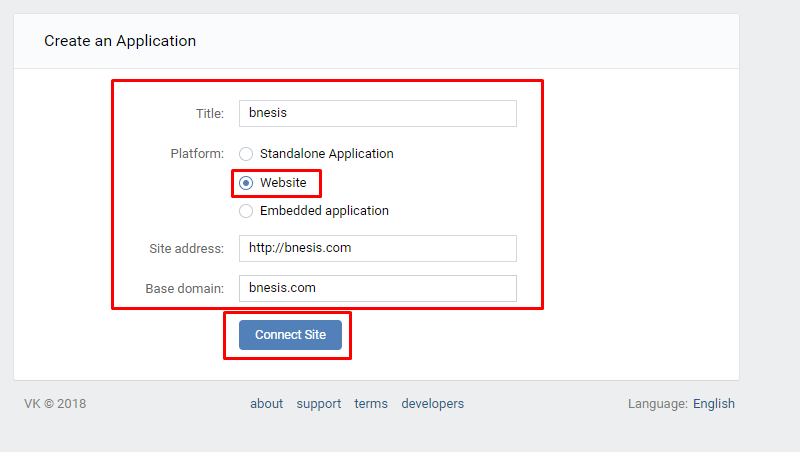 Create an Application
Title: bnesis
Platform: Standalone Application
Website
Embedded application
Site address: http://bnesis.com
Base domain: bnesis.com
Connect Site
VK © 2018 about support terms developers Language: English